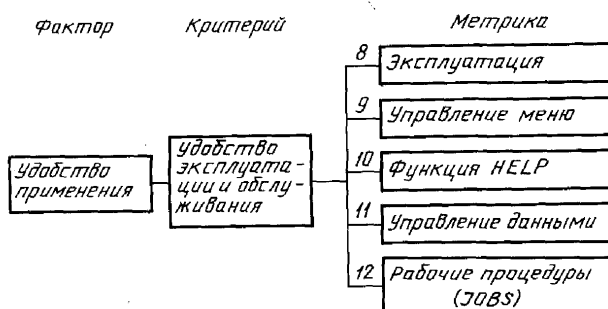 Фактор Критерий Метрика
8 Эксплуатация
9 Управление меню
Удобство применения
Удобство
эксплуата-
ции и обслу-
живания
10 Функция HELP
11 Управление данными
12 Рабочие процедуры
(JOBS)